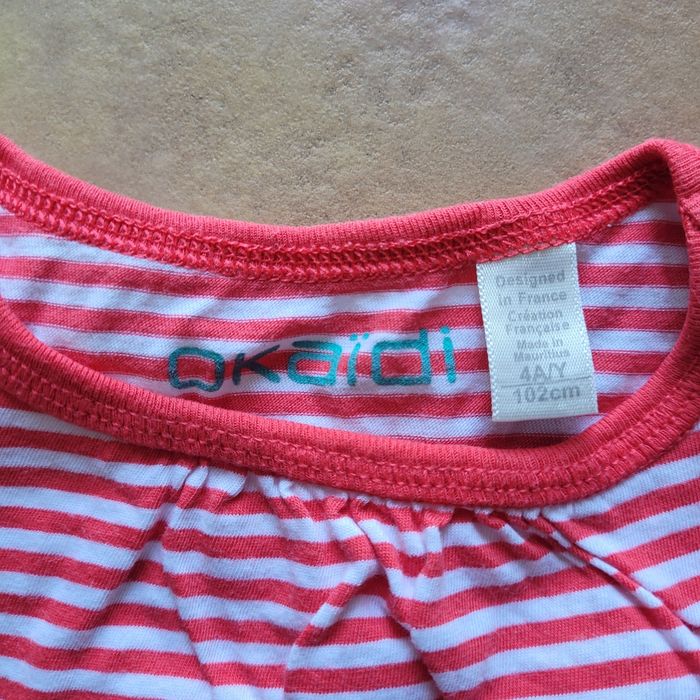 okaïdi
Designed
in France
Création
Française
Made in
Mauritius
4A/Y
102cm